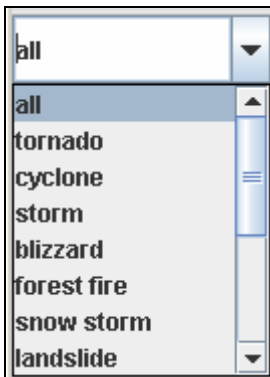 all
all
tornado
cyclone
storm
blizzard
forest fire
snow storm
landslide